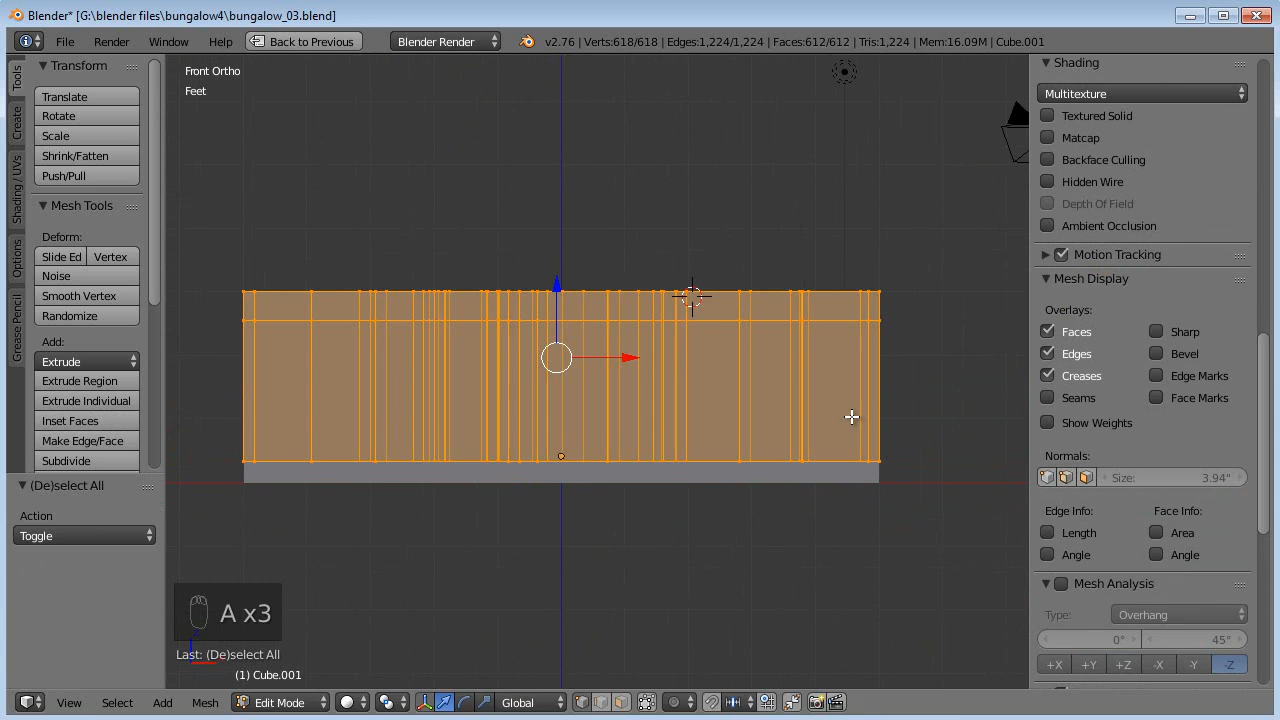 Blender* [G:\blender files\bungalow4\bungalow_03.blend]
File Render Window Help Back to Previous Blender Render v2.76 | Verts:618/618 | Edges:1,224/1,224 | Faces:612/612 | Tris:1,224 | Mem:16.09M | Cube.001
Tools
Create
Shading / UVs
Options
Grease Pencil
Transform
Translate
Rotate
Scale
Shrink/Fatten
Push/Pull
Mesh Tools
Deform:
Slide Ed Vertex
Noise
Smooth Vertex
Randomize
Add:
Extrude
Extrude Region
Extrude Individual
Inset Faces
Make Edge/Face
Subdivide
(De)select All
Action
Toggle
Front Ortho
Feet
A x3
Last: (De)select All
(1) Cube.001
Shading
Multitexture
Textured Solid
Matcap
Backface Culling
Hidden Wire
Depth Of Field
Ambient Occlusion
Motion Tracking
Mesh Display
Overlays:
Faces Sharp
Edges Bevel
Creases Edge Marks
Seams Face Marks
Show Weights
Normals:
Size: 3.94"
Edge Info: Face Info:
Length Area
Angle Angle
Mesh Analysis
Type: Overhang
0° 45°
+X +Y +Z -X -Y -Z
View Select Add Mesh Edit Mode Global